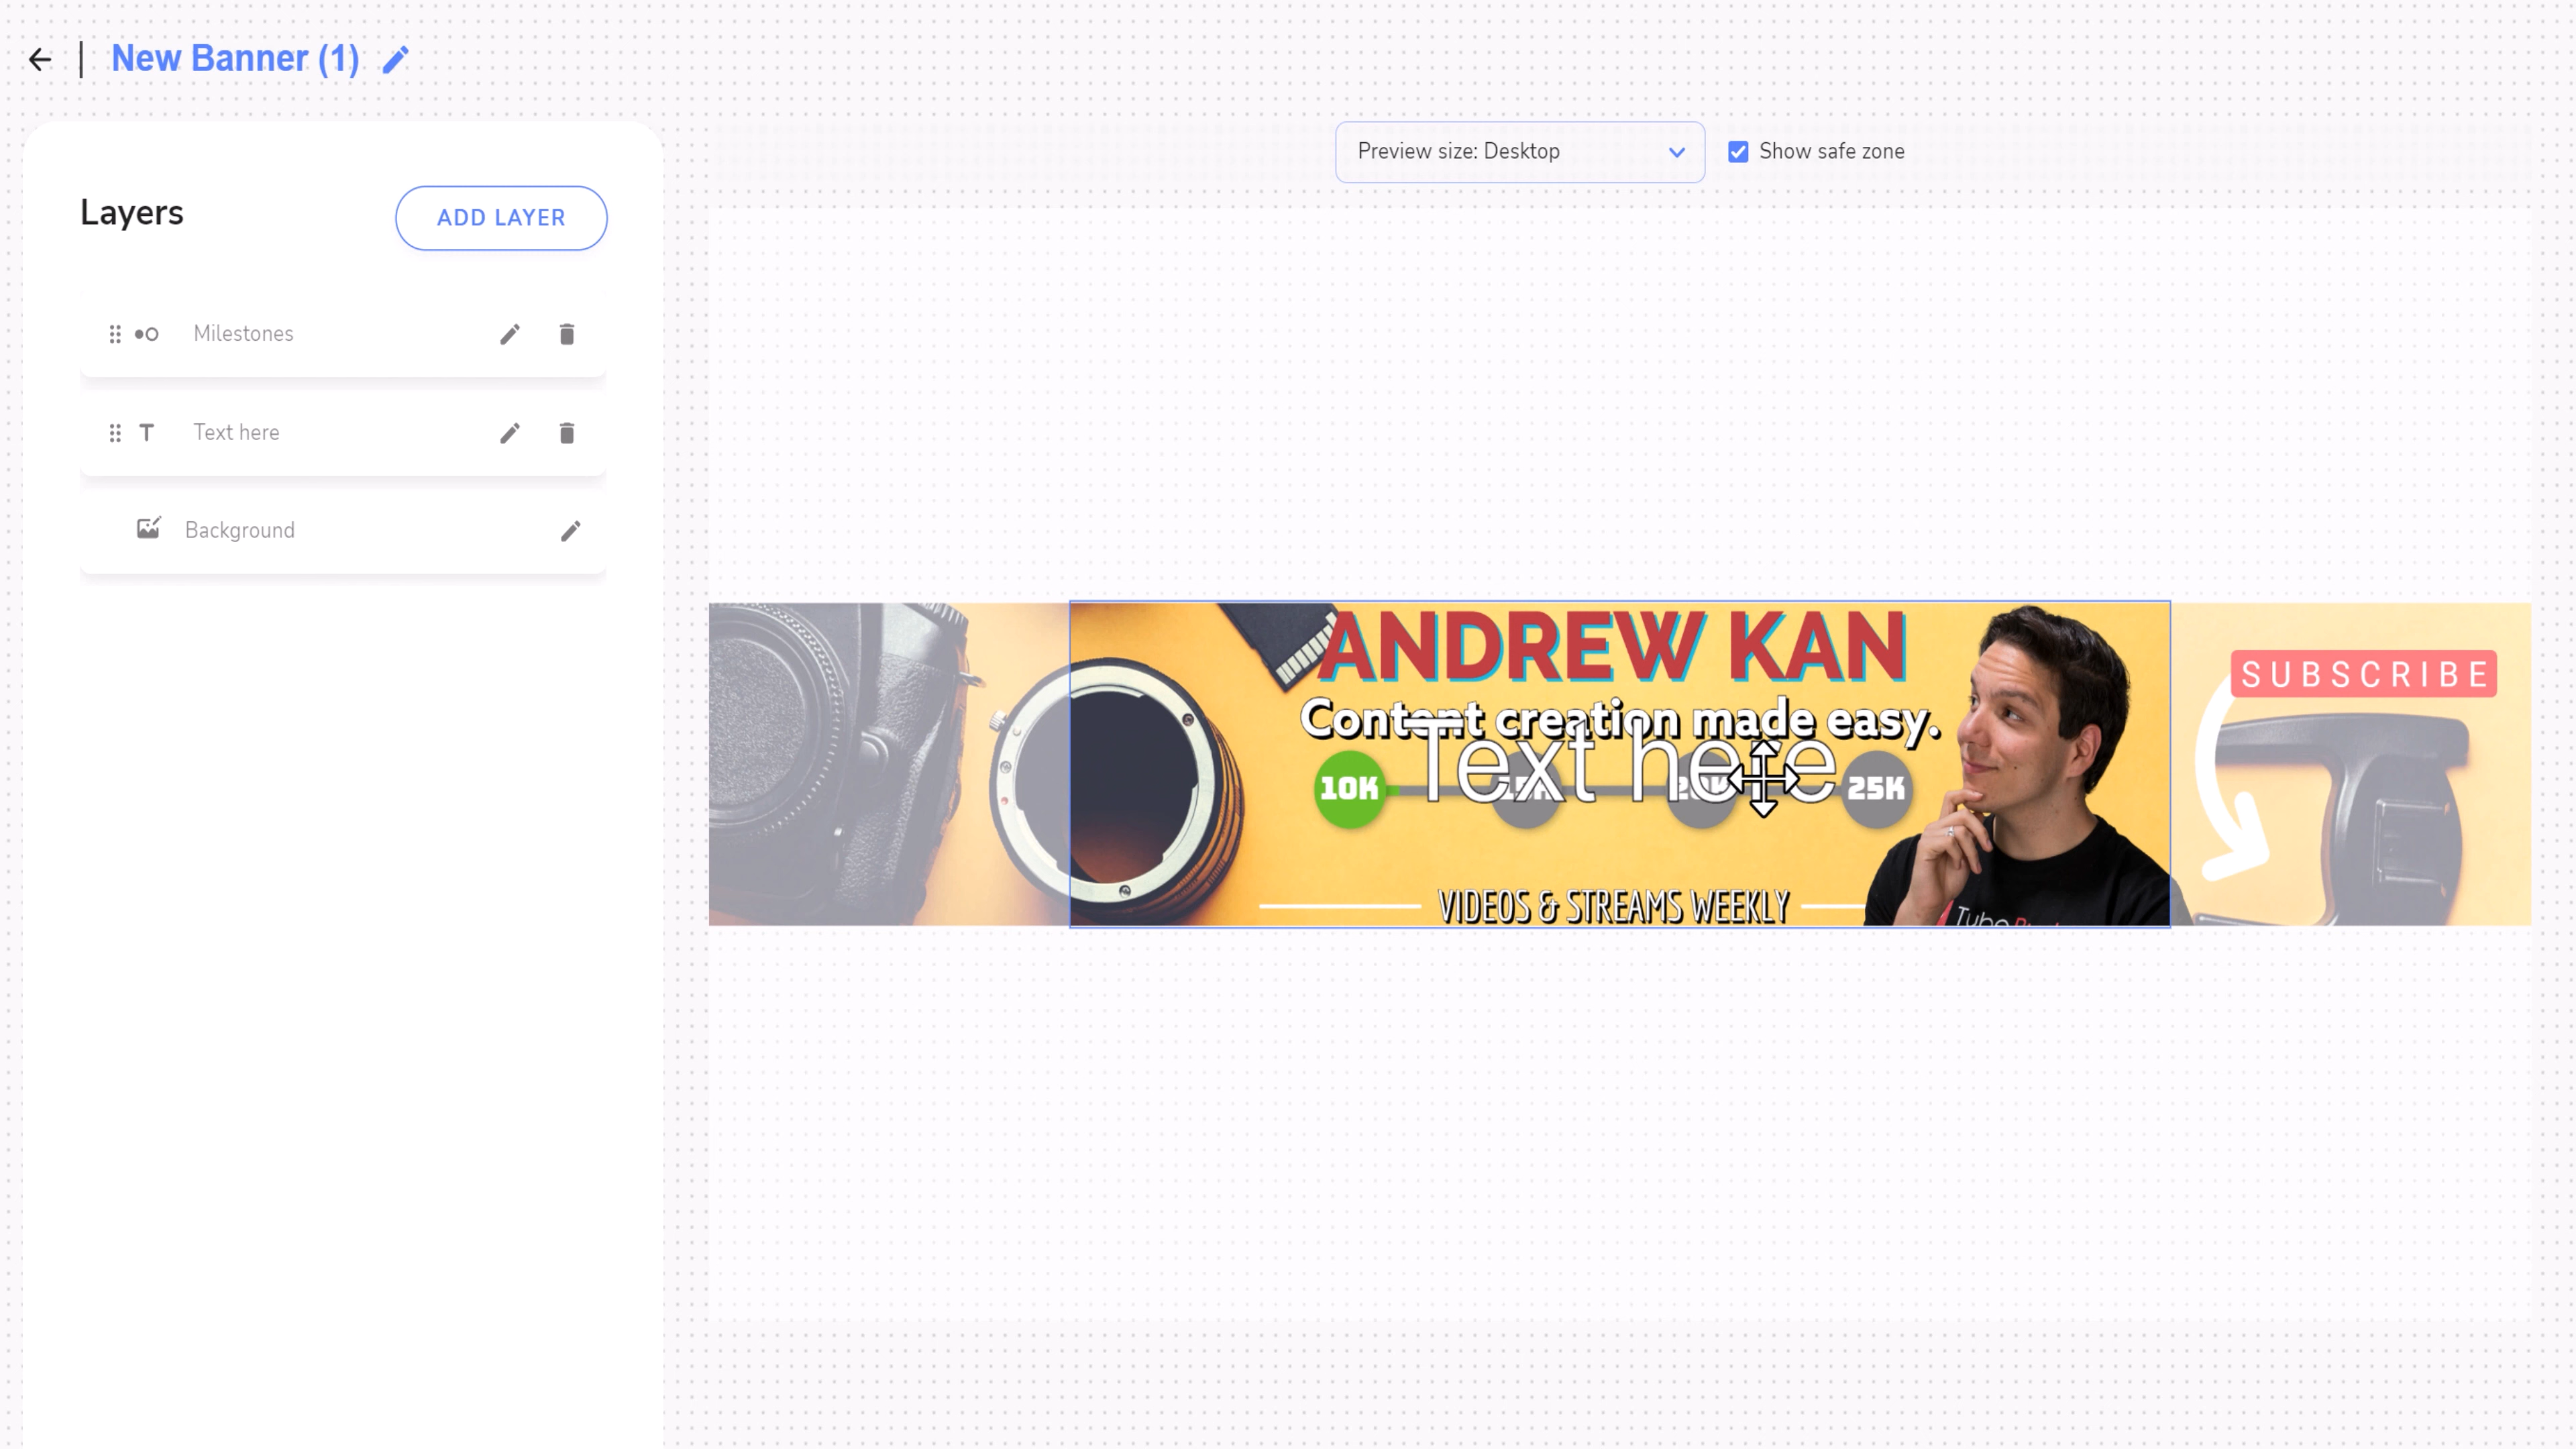 New Banner (1)
Preview size: Desktop
Show safe zone
Layers
ADD LAYER
Milestones
Text here
Background
ANDREW KAN
SUBSCRIBE
Content creation made easy.
Text here
10K
25K
VIDEOS & STREAMS WEEKLY